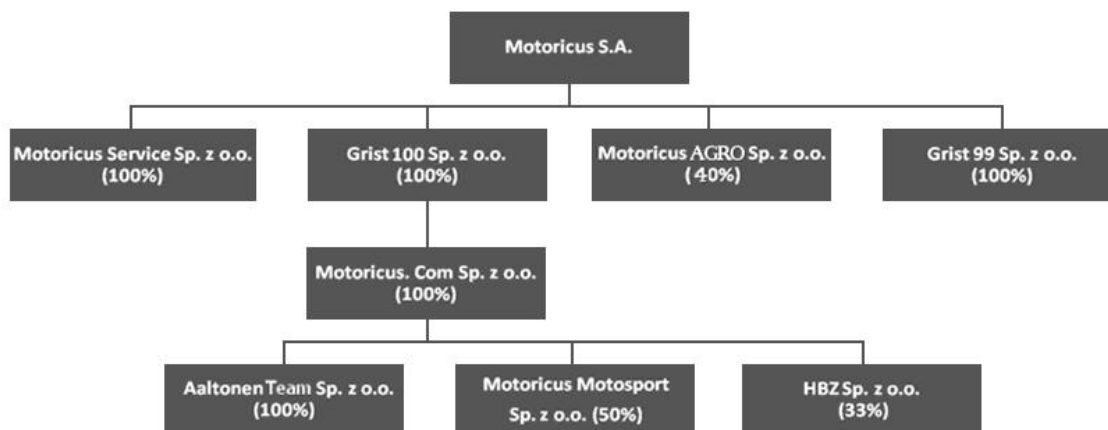 Motoricus S.A.
Motoricus Service Sp. z o.o.
(100%)
Grist 100 Sp. z o.o.
(100%)
Motoricus AGRO Sp. z o.o.
( 40%)
Grist 99 Sp. z o.o.
(100%)
Motoricus. Com Sp. z o.o.
(100%)
Aaltonen Team Sp. z o.o.
(100%)
Motoricus Motosport
Sp. z o.o. (50%)
HBZ Sp. z o.o.
(33%)